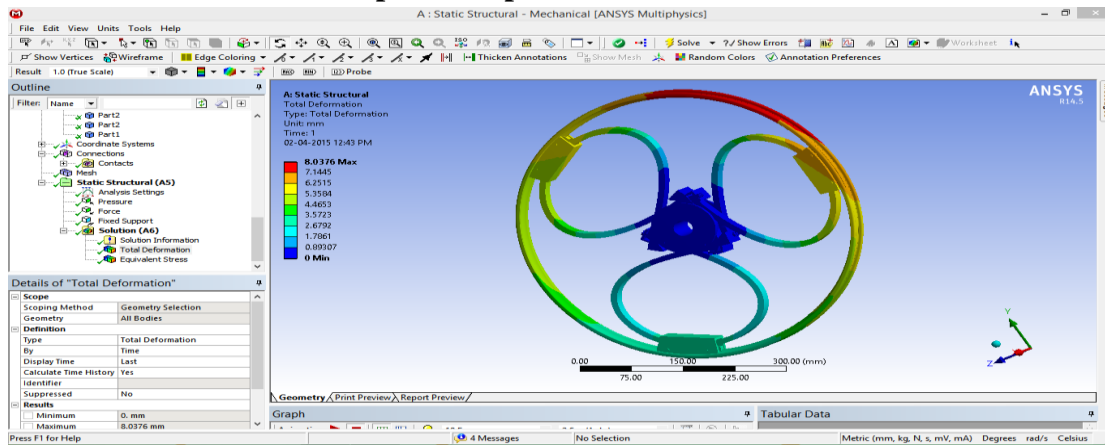 A : Static Structural - Mechanical [ANSYS Multiphysics]
File Edit View Units Tools Help
Solve ?/ Show Errors Worksheet
Show Vertices Wireframe Edge Coloring Thicken Annotations Show Mesh Random Colors Annotation Preferences
Result 1.0 (True Scale) Probe
Outline
Filter: Name
Part2
Part2
Part1
Coordinate Systems
Connections
Contacts
Mesh
Static Structural (A5)
Analysis Settings
Pressure
Force
Fixed Support
Solution (A6)
Solution Information
Total Deformation
Equivalent Stress
Details of "Total Deformation"
Scope
Scoping Method Geometry Selection
Geometry All Bodies
Definition
Type Total Deformation
By Time
Display Time Last
Calculate Time History Yes
Identifier
Suppressed No
Results
Minimum 0. mm
Maximum 8.0376 mm
A: Static Structural
Total Deformation
Type: Total Deformation
Unit: mm
Time: 1
02-04-2015 12:43 PM
8.0376 Max
7.1445
6.2515
5.3584
4.4653
3.5723
2.6792
1.7861
0.89307
0 Min
ANSYS
R14.5
Y
Z
0.00 150.00 300.00 (mm)
75.00 225.00
Geometry Print Preview Report Preview
Graph
Tabular Data
Press F1 for Help 4 Messages No Selection Metric (mm, kg, N, s, mV, mA) Degrees rad/s Celsius